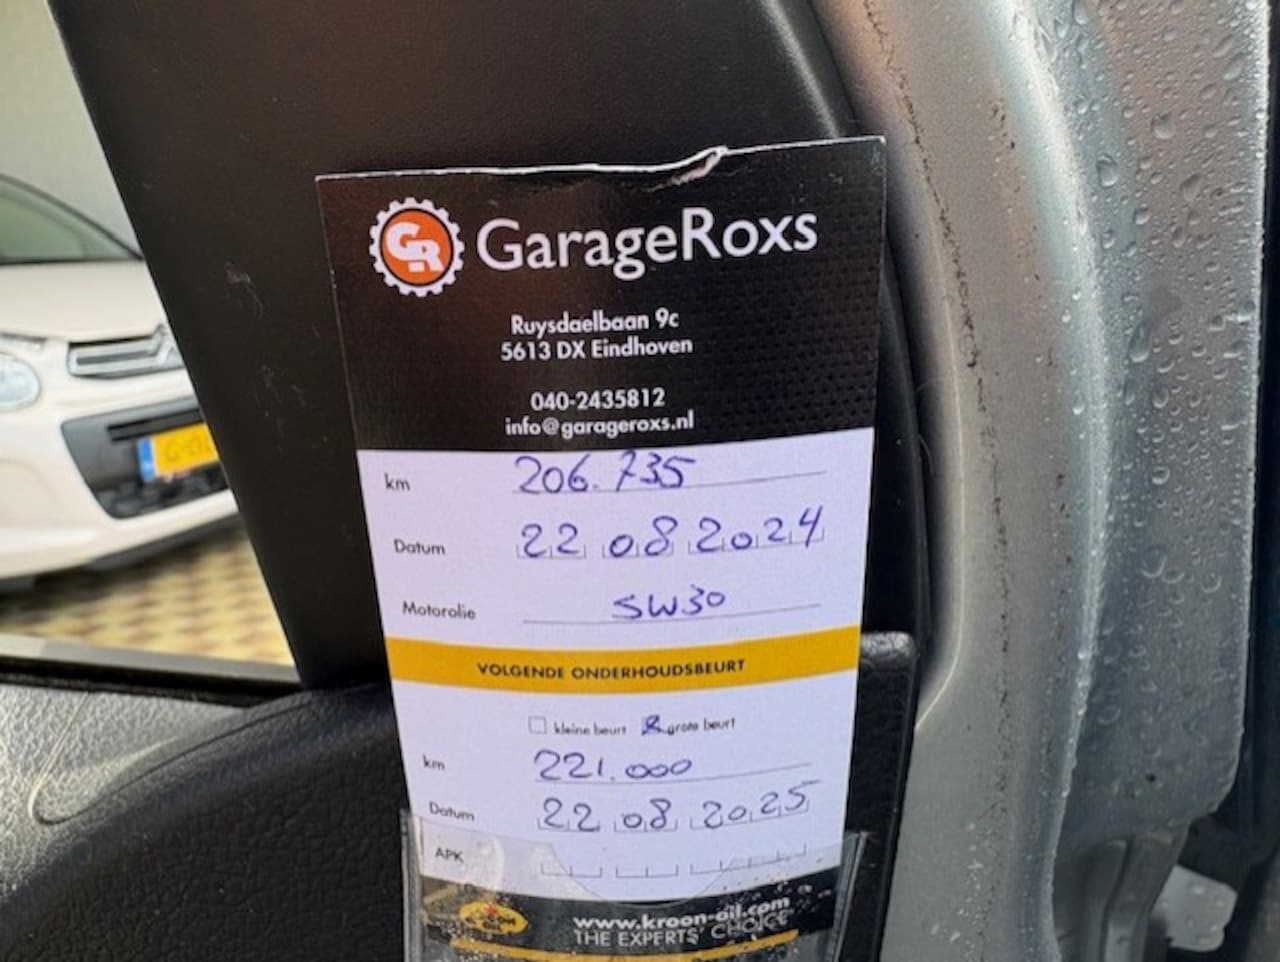 GR GarageRoxs
Ruysdaelbaan 9c
5613 DX Eindhoven
040-2435812
info@garageroxs.nl
km 206.735
Datum 22 08 2024
Motorolie 5W30
VOLGENDE ONDERHOUDSBEURT
kleine beurt grote beurt
km 221.000
Datum 22 08 2025
APK
www.kroon-oil.com
THE EXPERTS' CHOICE